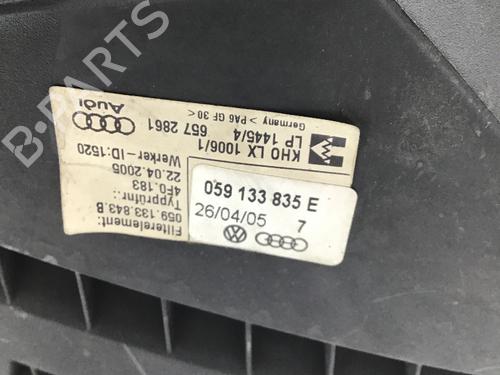 Filterelement:
059.133.843.B
Typprüfnr.:
4F0.183
22.04.2005
Werker-ID:1520
Audi
KHO LX 1006/1
LP 1445/4
657 2861
Germany > PA6 GF 30 <
059 133 835 E
26/04/05 7
B-PARTS